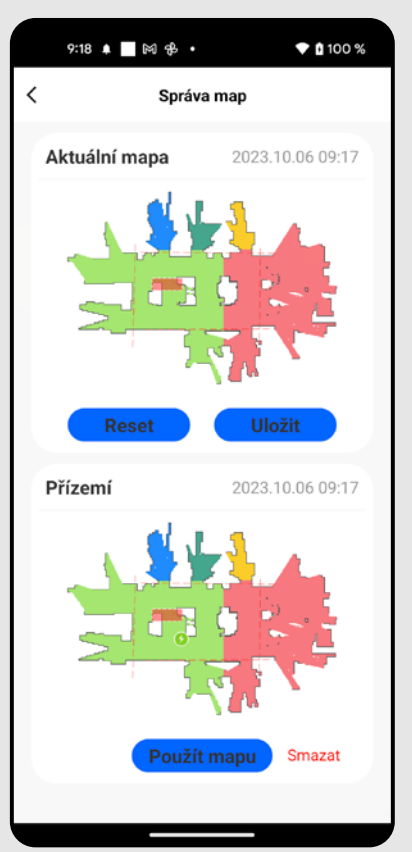 9:18 100 %
Správa map
Aktuální mapa 2023.10.06 09:17
Reset Uložit
Přízemí 2023.10.06 09:17
Použít mapu Smazat